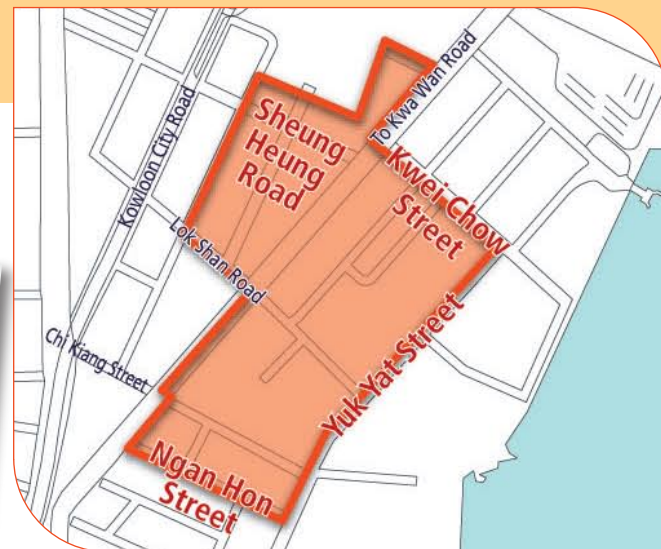 To Kwa Wan Road
Kowloon City Road
Sheung
Heung
Road
Kwei Chow
Street
Lok Shan Road
Chi Kiang Street
Yuk Yat Street
Ngan Hon
Street